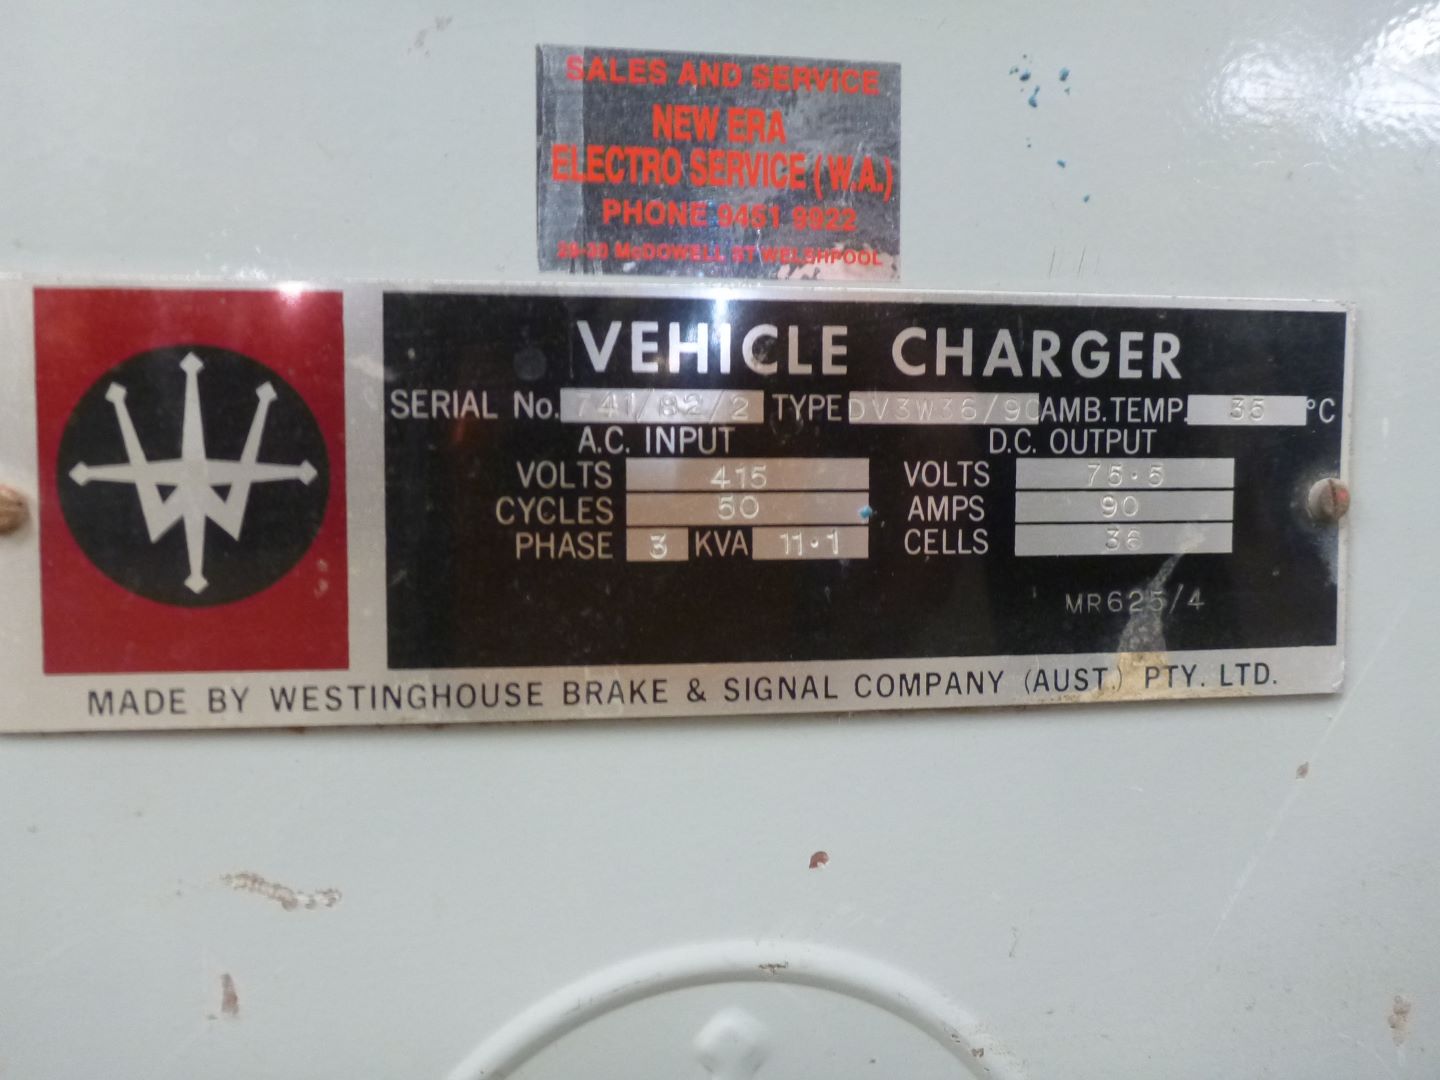 SALES AND SERVICE
NEW ERA
ELECTRO SERVICE (W.A.)
PHONE 9451 9922
28-30 McDOWELL ST WELSHPOOL
VEHICLE CHARGER
SERIAL No. 741/82/2 TYPE DV3W36/90 AMB. TEMP. 35 °C
A.C. INPUT D.C. OUTPUT
VOLTS 415 VOLTS 75.5
CYCLES 50 AMPS 90
PHASE 3 KVA 11.1 CELLS 36
MR625/4
MADE BY WESTINGHOUSE BRAKE & SIGNAL COMPANY (AUST.) PTY. LTD.